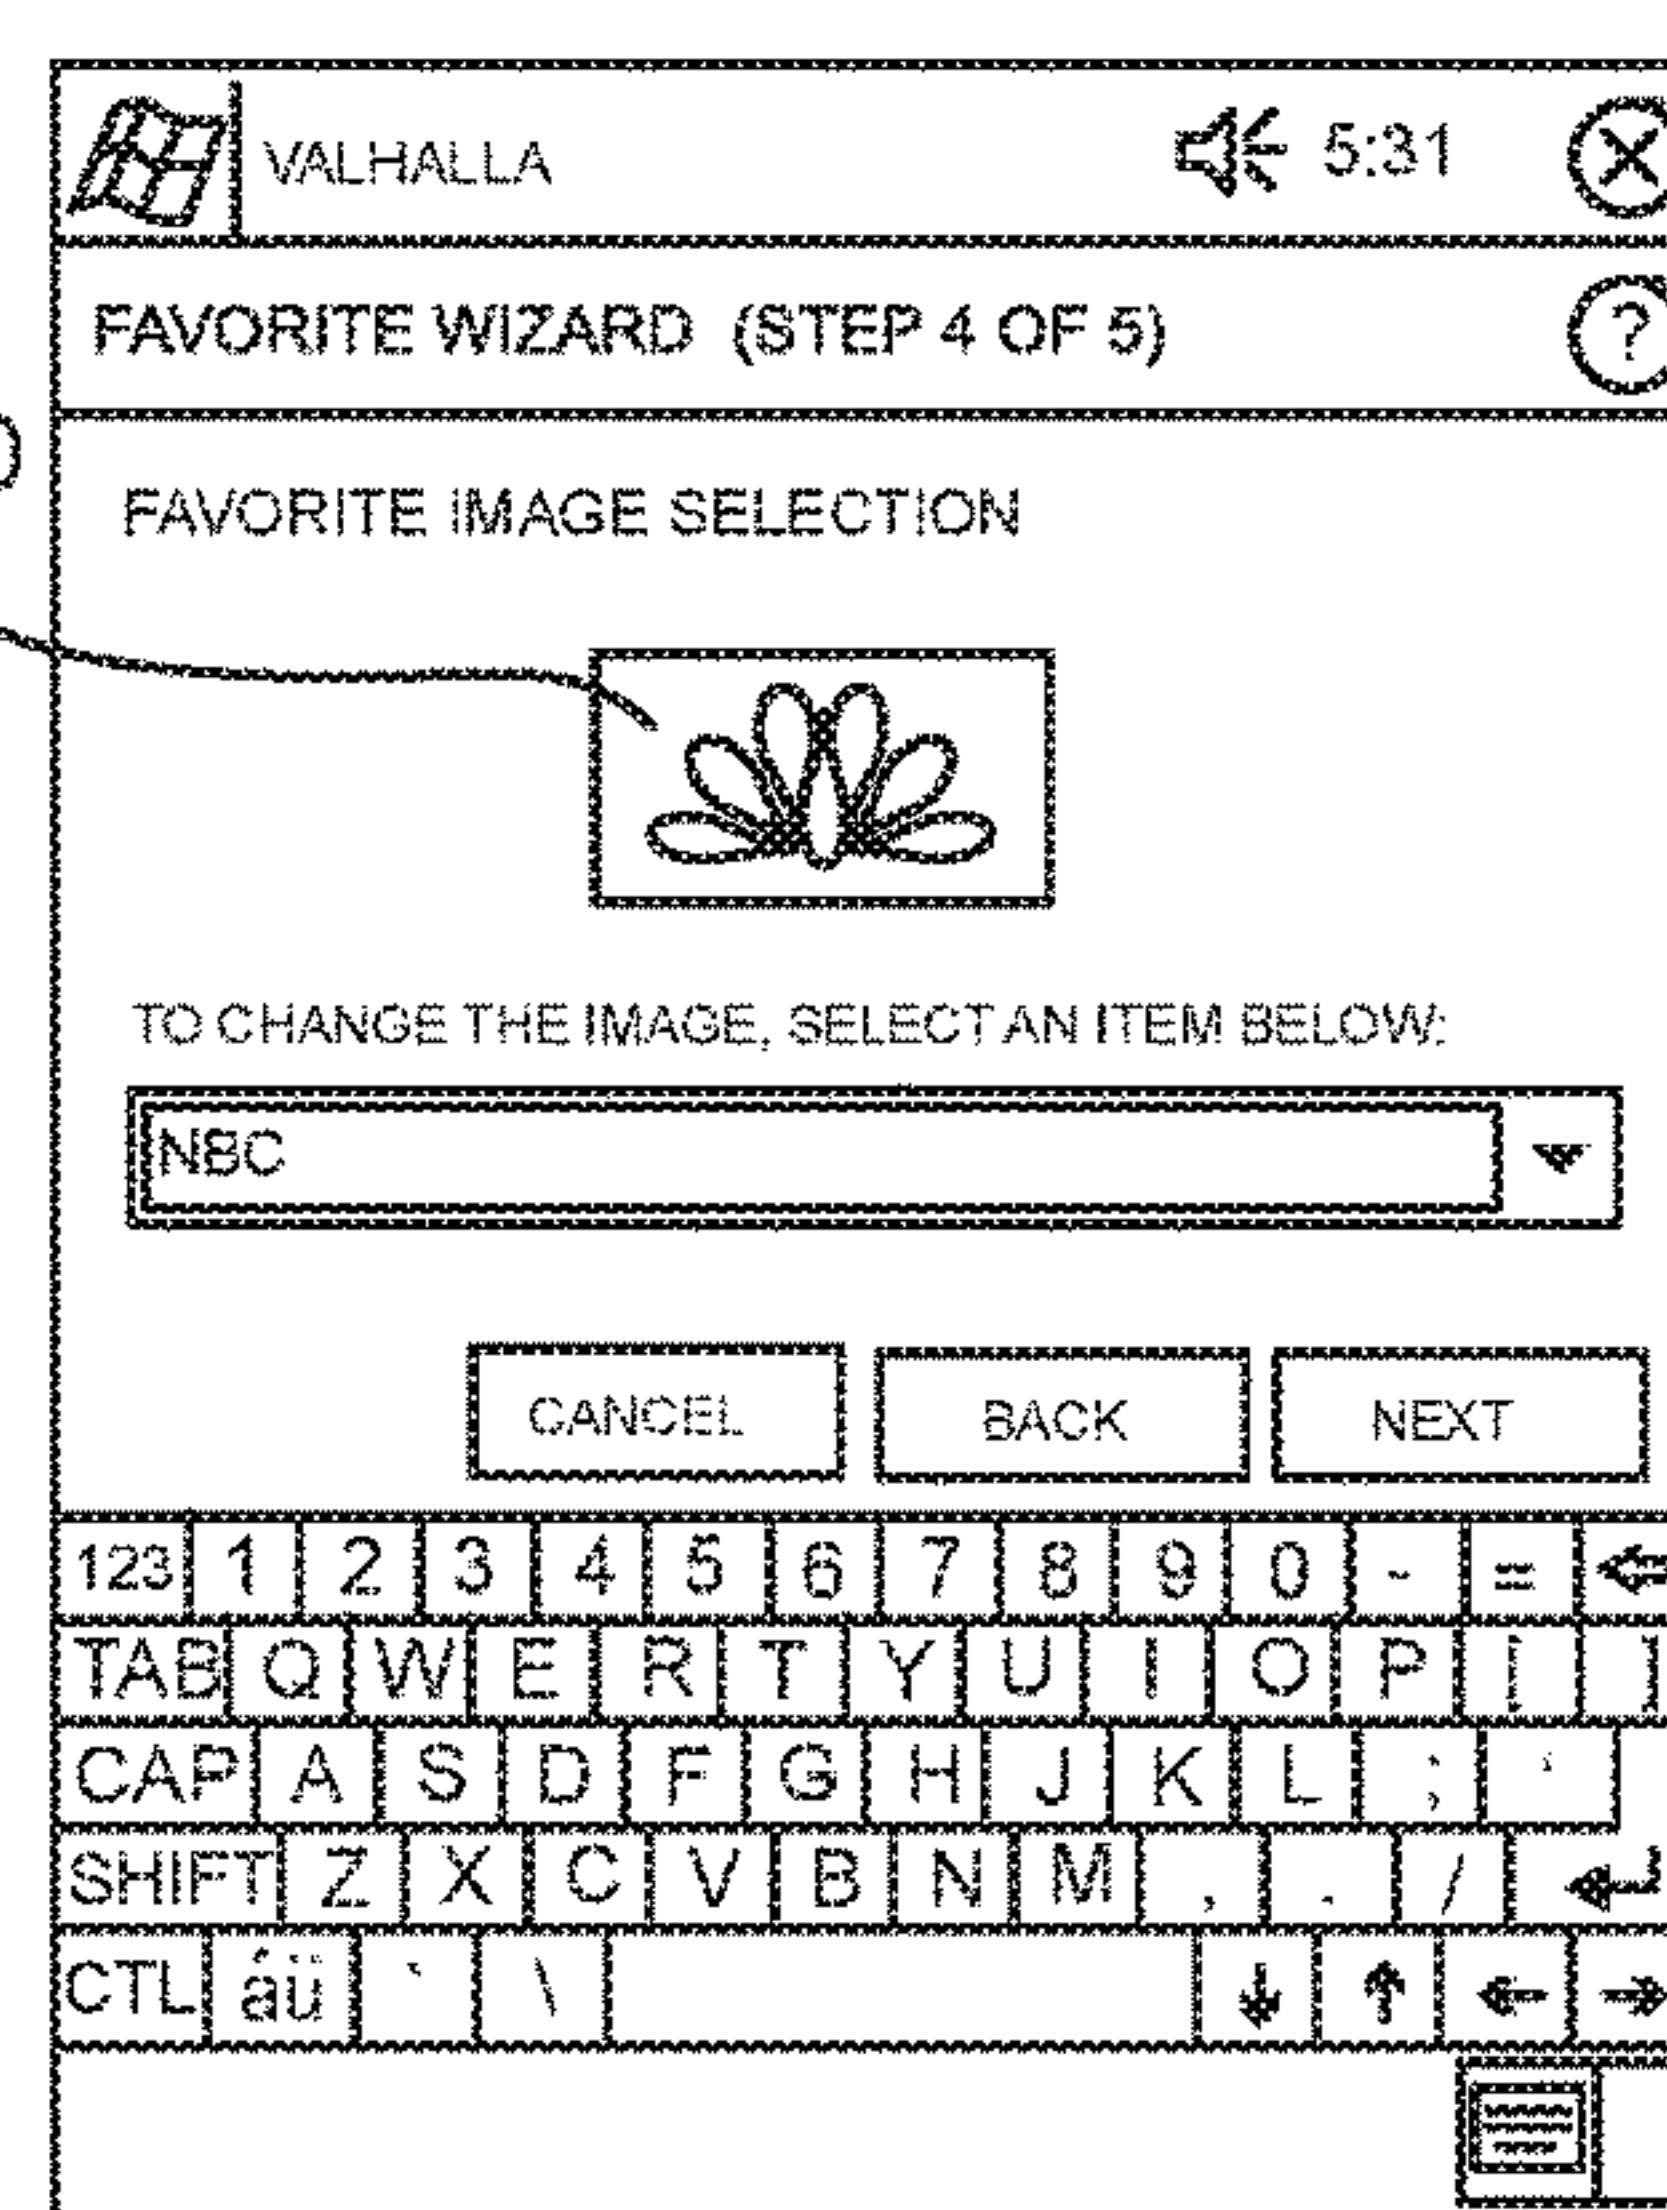 VALHALLA 5:31 X
FAVORITE WIZARD (STEP 4 OF 5) ?
FAVORITE IMAGE SELECTION
TO CHANGE THE IMAGE, SELECT AN ITEM BELOW:
NBC
CANCEL BACK NEXT
123 1 2 3 4 5 6 7 8 9 0 - = ←
TAB Q W E R T Y U I O P [ ]
CAP A S D F G H J K L ; '
SHIFT Z X C V B N M , . / ↵
CTL áü ` \ ↓ ↑ ← →